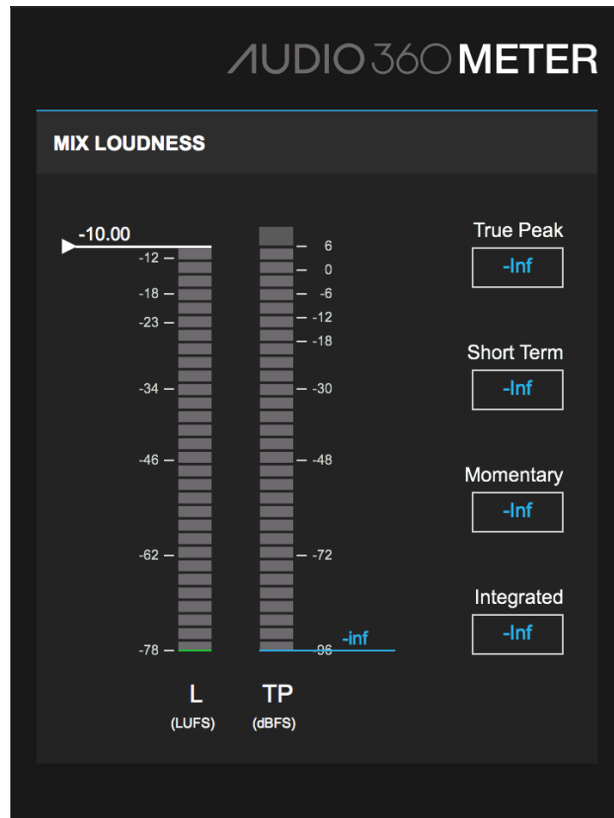 AUDIO360METER
MIX LOUDNESS
-10.00
-12
-18
-23
-34
-46
-62
-78
L
(LUFS)
6
0
-6
-12
-18
-30
-48
-72
-96
-inf
TP
(dBFS)
True Peak
-Inf
Short Term
-Inf
Momentary
-Inf
Integrated
-Inf